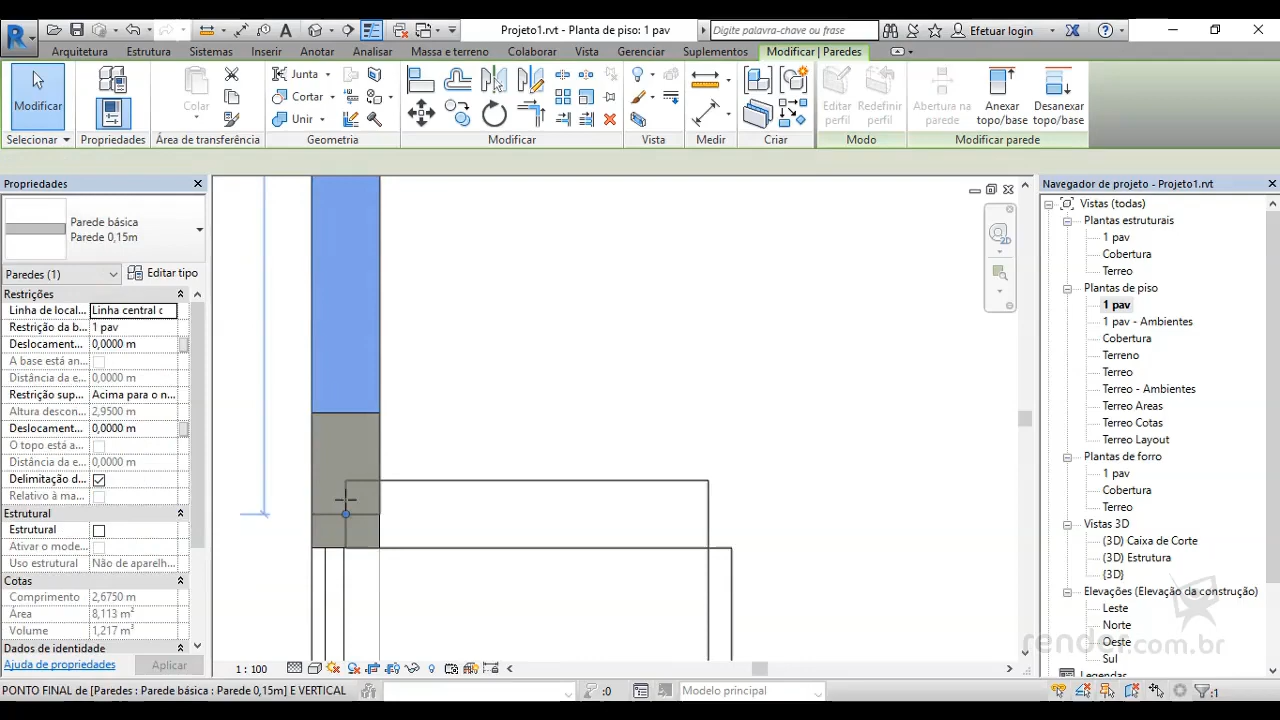 Projeto1.rvt - Planta de piso: 1 pav
Digite palavra-chave ou frase
Efetuar login
Arquitetura Estrutura Sistemas Inserir Anotar Analisar Massa e terreno Colaborar Vista Gerenciar Suplementos Modificar | Paredes
Modificar
Colar
Junta
Cortar
Unir
Editar perfil
Redefinir perfil
Abertura na parede
Anexar topo/base
Desanexar topo/base
Selecionar Propriedades Área de transferência Geometria Modificar Vista Medir Criar Modo Modificar parede
Propriedades
Parede básica
Parede 0,15m
Paredes (1) Editar tipo
Restrições
Linha de local... Linha central c
Restrição da b... 1 pav
Deslocament... 0,0000 m
A base está an...
Distância da e... 0,0000 m
Restrição sup... Acima para o n...
Altura descon... 2.9500 m
Deslocament... 0,0000 m
O topo está a...
Distância da e... 0,0000 m
Delimitação d...
Relativo à ma...
Estrutural
Estrutural
Ativar o mode...
Uso estrutural Não de aparelh...
Cotas
Comprimento 2,6750 m
Área 8,113 m²
Volume 1,217 m³
Dados de identidade
Ajuda de propriedades Aplicar
2D
Navegador de projeto - Projeto1.rvt
Vistas (todas)
Plantas estruturais
1 pav
Cobertura
Terreo
Plantas de piso
1 pav
1 pav - Ambientes
Cobertura
Terreno
Terreo
Terreo - Ambientes
Terreo Areas
Terreo Cotas
Terreo Layout
Plantas de forro
1 pav
Cobertura
Terreo
Vistas 3D
(3D) Caixa de Corte
(3D) Estrutura
{3D}
Elevações (Elevação da construção)
Leste
Norte
Oeste
Sul
Legendas
render.com.br
1 : 100
PONTO FINAL de [Paredes : Parede básica : Parede 0,15m] E VERTICAL
:0
Modelo principal
:1